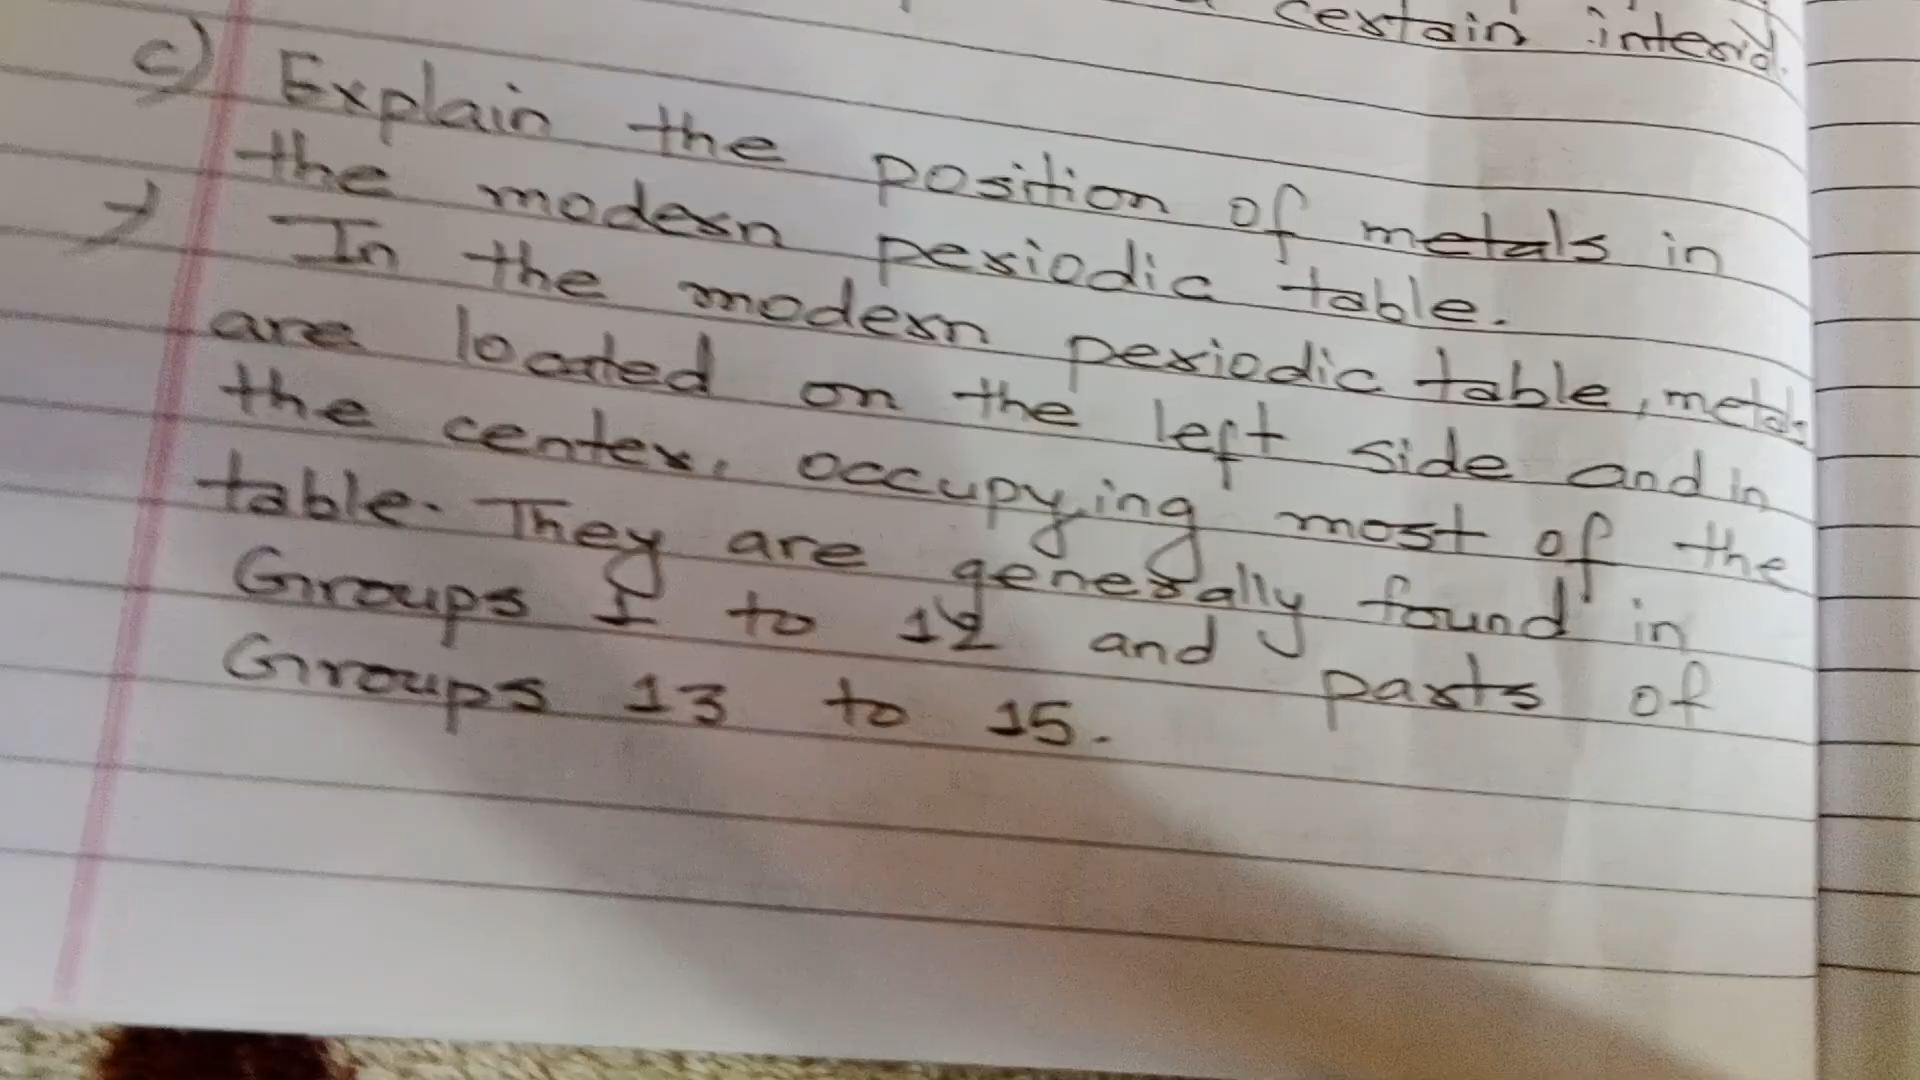 certain
c) Explain the position of metals in
the modern periodic table.
→ In the modern periodic table, metals
are located on the left side and in
the center, occupying most of the
table. They are generally found in
Groups 1 to 12 and parts of
Groups 13 to 15.